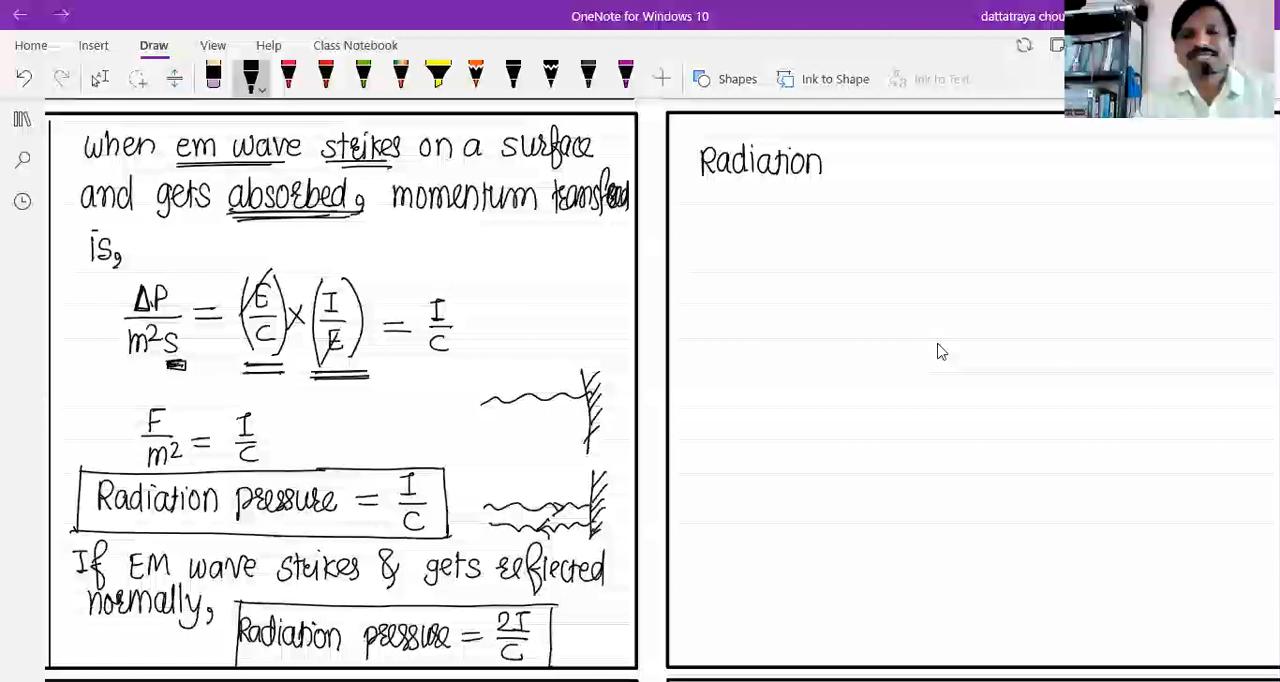 OneNote for Windows 10
dattatraya chou
Home Insert Draw View Help Class Notebook
Shapes Ink to Shape Ink to Text
when em wave strikes on a surface
and gets absorbed, momentum
is,
ΔP/m²s = (E/C) × (I/E) = I/C
F/m² = I/C
Radiation pressure = I/C
If EM wave strikes & gets reflected
normally,
Radiation pressure = 2I/C
Radiation